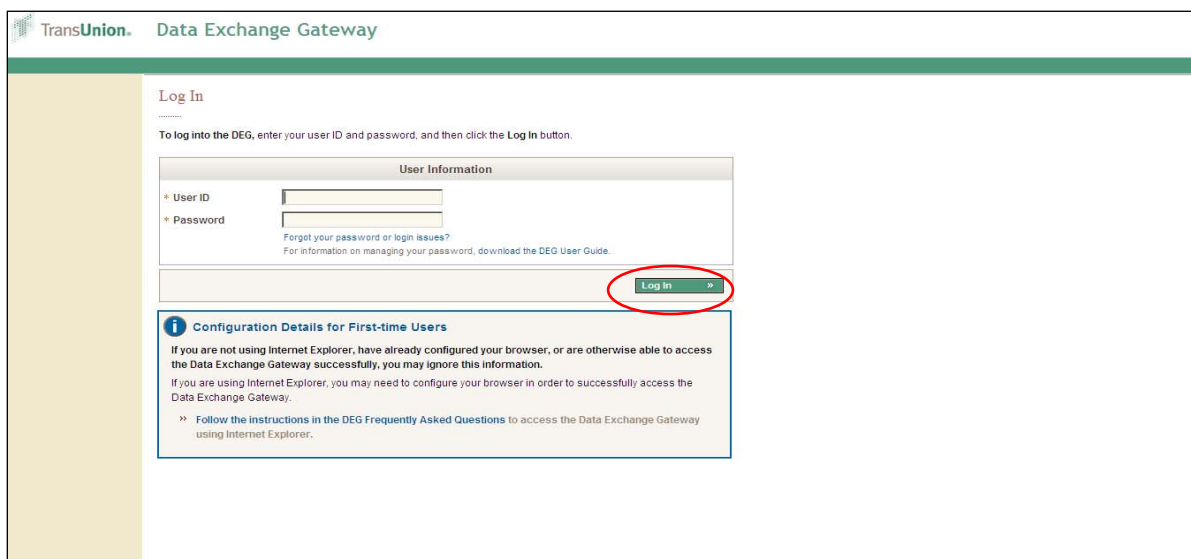 TransUnion. Data Exchange Gateway
Log In
To log into the DEG, enter your user ID and password, and then click the Log In button.
User Information
* User ID
* Password
Forgot your password or login issues?
For information on managing your password, download the DEG User Guide.
Log In »
i Configuration Details for First-time Users
If you are not using Internet Explorer, have already configured your browser, or are otherwise able to access
the Data Exchange Gateway successfully, you may ignore this information.
If you are using Internet Explorer, you may need to configure your browser in order to successfully access the
Data Exchange Gateway.
» Follow the instructions in the DEG Frequently Asked Questions to access the Data Exchange Gateway
using Internet Explorer.